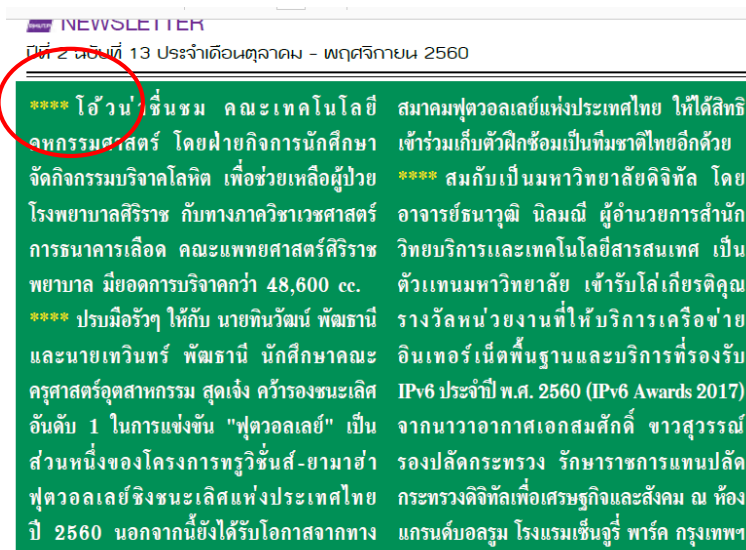 NEWSLETTER
ปีที่ 2 ฉบับที่ 13 ประจำเดือนตุลาคม - พฤศจิกายน 2560
**** โอ้วน่าชื่นชม คณะเทคโนโลยี
คหกรรมศาสตร์ โดยฝ่ายกิจการนักศึกษา
จัดกิจกรรมบริจาคโลหิต เพื่อช่วยเหลือผู้ป่วย
โรงพยาบาลศิริราช กับทางภาควิชาเวชศาสตร์
การธนาคารเลือด คณะแพทยศาสตร์ศิริราช
พยาบาล มียอดการบริจาคกว่า 48,600 cc.
**** ปรบมือรัวๆ ให้กับ นายทินวัฒน์ พัฒธานี
และนายเทวินทร์ พัฒธานี นักศึกษาคณะ
ครุศาสตร์อุตสาหกรรม สุดเจ๋ง คว้ารองชนะเลิศ
อันดับ 1 ในการแข่งขัน "ฟุตวอลเลย์" เป็น
ส่วนหนึ่งของโครงการทรูวิชั่นส์-ยามาฮ่า
ฟุตวอลเลย์ชิงชนะเลิศแห่งประเทศไทย
ปี 2560 นอกจากนี้ยังได้รับโอกาสจากทาง
สมาคมฟุตวอลเลย์แห่งประเทศไทย ให้ได้สิทธิ
เข้าร่วมเก็บตัวฝึกซ้อมเป็นทีมชาติไทยอีกด้วย
**** สมกับเป็นมหาวิทยาลัยดิจิทัล โดย
อาจารย์ธนาวุฒิ นิลมณี ผู้อำนวยการสำนัก
วิทยบริการและเทคโนโลยีสารสนเทศ เป็น
ตัวแทนมหาวิทยาลัย เข้ารับโล่เกียรติคุณ
รางวัลหน่วยงานที่ให้บริการเครือข่าย
อินเทอร์เน็ตพื้นฐานและบริการที่รองรับ
IPv6 ประจำปี พ.ศ. 2560 (IPv6 Awards 2017)
จากนาวาอากาศเอกสมศักดิ์ ขาวสุวรรณ์
รองปลัดกระทรวง รักษาราชการแทนปลัด
กระทรวงดิจิทัลเพื่อเศรษฐกิจและสังคม ณ ห้อง
แกรนด์บอลรูม โรงแรมเซ็นจูรี่ พาร์ค กรุงเทพฯ